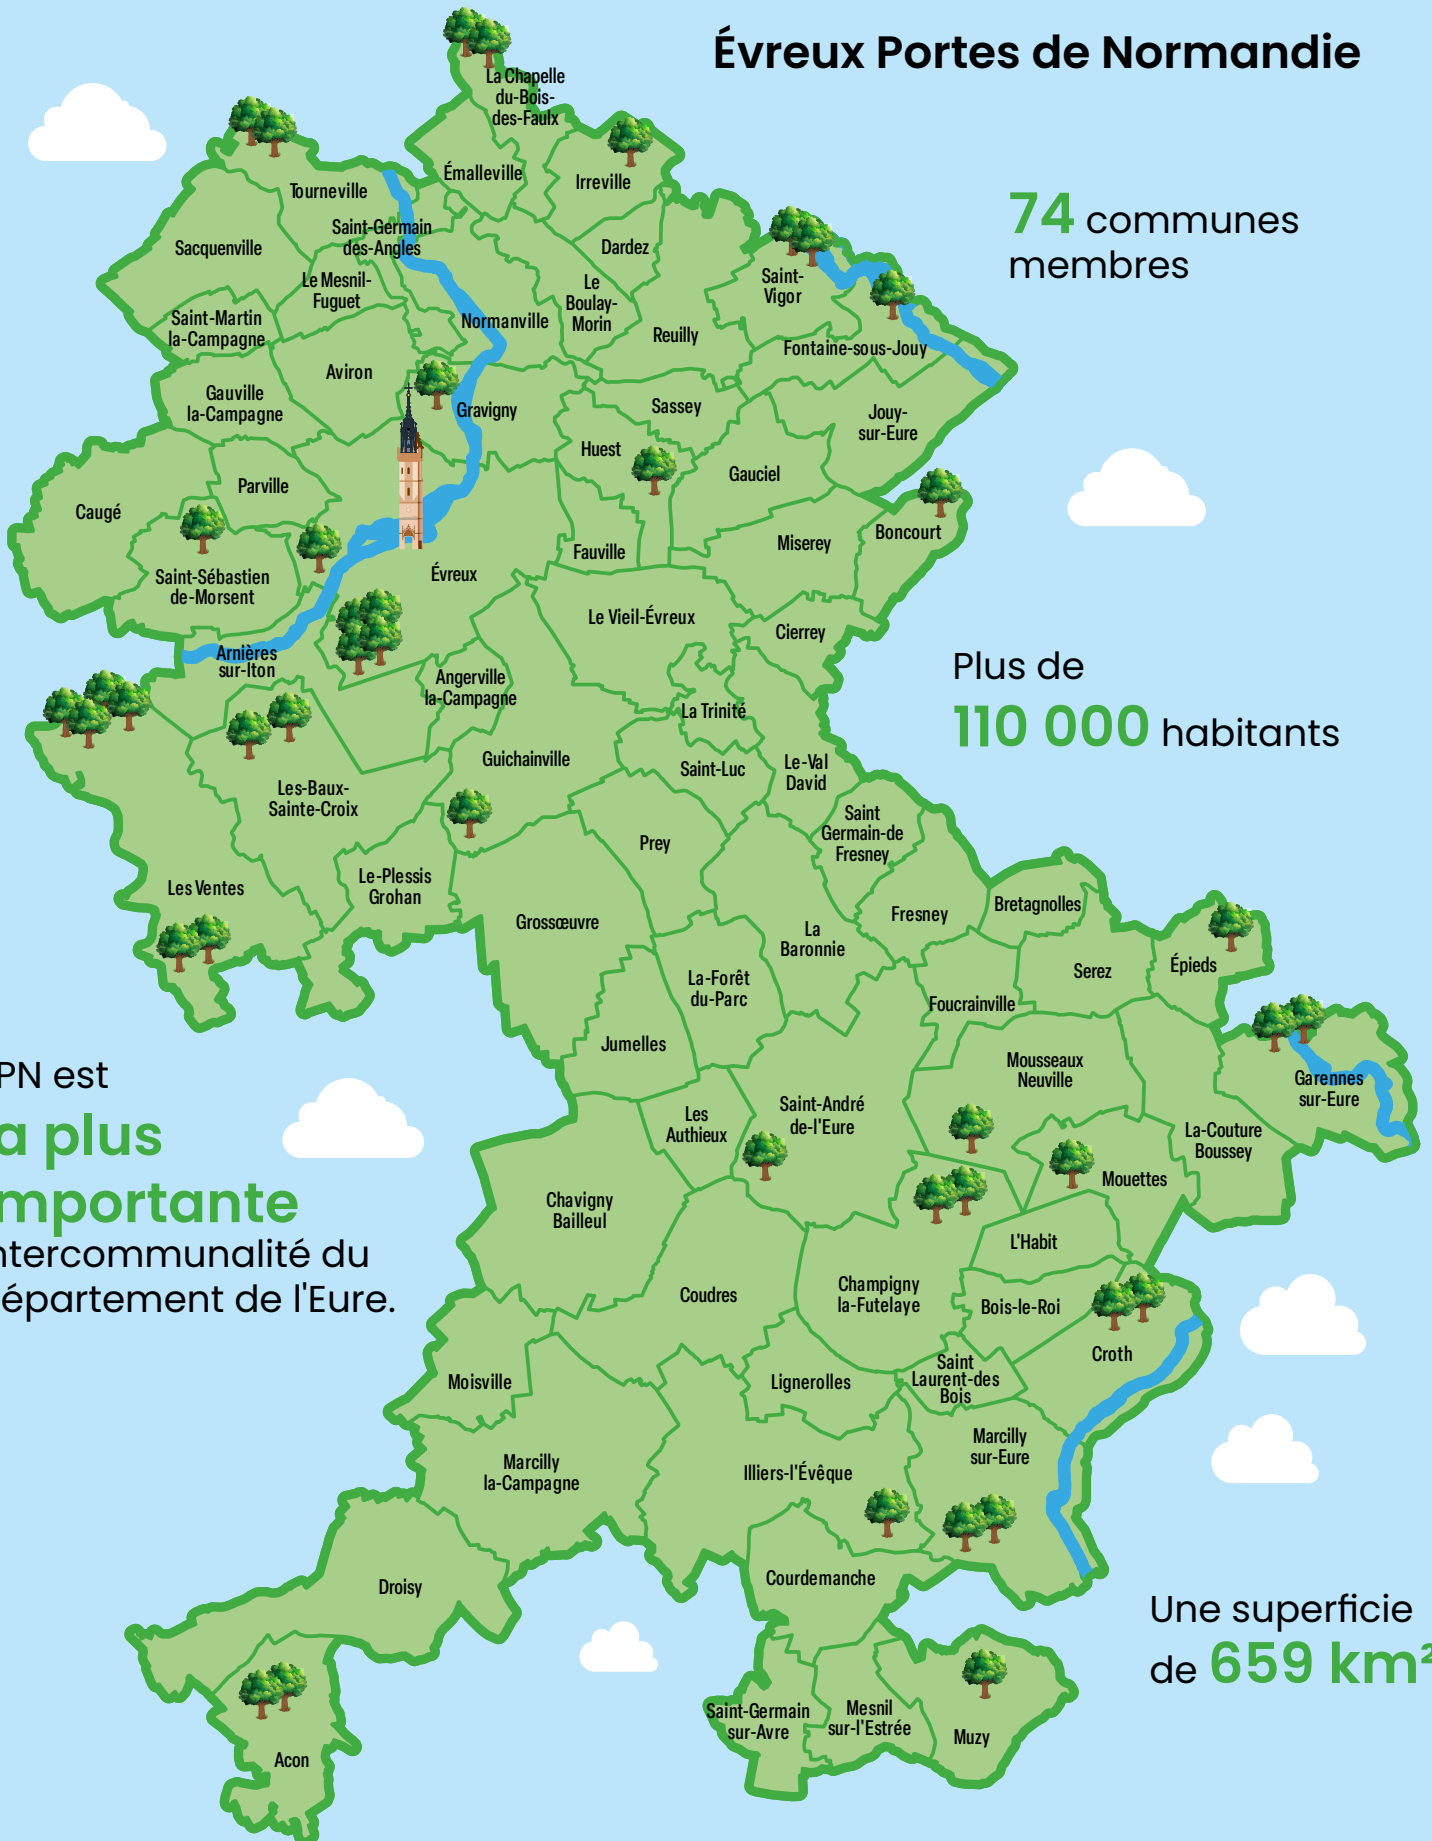 Évreux Portes de Normandie
La Chapelle
du-Bois-
des-Faulx
Émalleville
Irreville
Tourneville
Saint-Germain
des-Angles
Sacquenville
Dardez
74 communes
membres
Le Mesnil-
Fuguet
Le
Boulay-
Morin
Saint-
Vigor
Saint-Martin
la-Campagne
Normanville
Reuilly
Fontaine-sous-Jouy
Aviron
Gauville
la-Campagne
Gravigny
Sassey
Jouy-
sur-Eure
Huest
Gauciel
Parville
Caugé
Boncourt
Miserey
Fauville
Saint-Sébastien
de-Morsent
Évreux
Le Vieil-Évreux
Cierrey
Arnières
sur-Iton
Angerville
la-Campagne
Plus de
110 000 habitants
La Trinité
Guichainville
Saint-Luc
Le-Val
David
Les-Baux-
Sainte-Croix
Saint
Germain-de
Fresney
Prey
Le-Plessis
Grohan
Les Ventes
Grossœuvre
La
Baronnie
Fresney
Bretagnolles
Serez
Épieds
La-Forêt
du-Parc
Foucrainville
Jumelles
Mousseaux
Neuville
Garennes
sur-Eure
PN est
a plus
mportante
ntercommunalité du
épartement de l'Eure.
Les
Authieux
Saint-André
de-l'Eure
La-Couture
Boussey
Mouettes
Chavigny
Bailleul
L'Habit
Coudres
Champigny
la-Futelaye
Bois-le-Roi
Croth
Moisville
Lignerolles
Saint
Laurent-des
Bois
Marcilly
la-Campagne
Illiers-l'Évêque
Marcilly
sur-Eure
Droisy
Courdemanche
Une superficie
de 659 km²
Saint-Germain
sur-Avre
Mesnil
sur-l'Estrée
Muzy
Acon